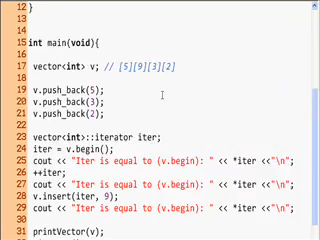 12 }
13
14
15 int main(void){
16
17 vector<int> v; // [5][9][3][2]
18
19 v.push_back(5);
20 v.push_back(3);
21 v.push_back(2);
22
23 vector<int>::iterator iter;
24 iter = v.begin();
25 cout << "Iter is equal to (v.begin): " << *iter <<"\n";
26 ++iter;
27 cout << "Iter is equal to (v.begin): " << *iter <<"\n";
28 v.insert(iter, 9);
29 cout << "Iter is equal to (v.begin): " << *iter <<"\n";
30
31 printVector(v);